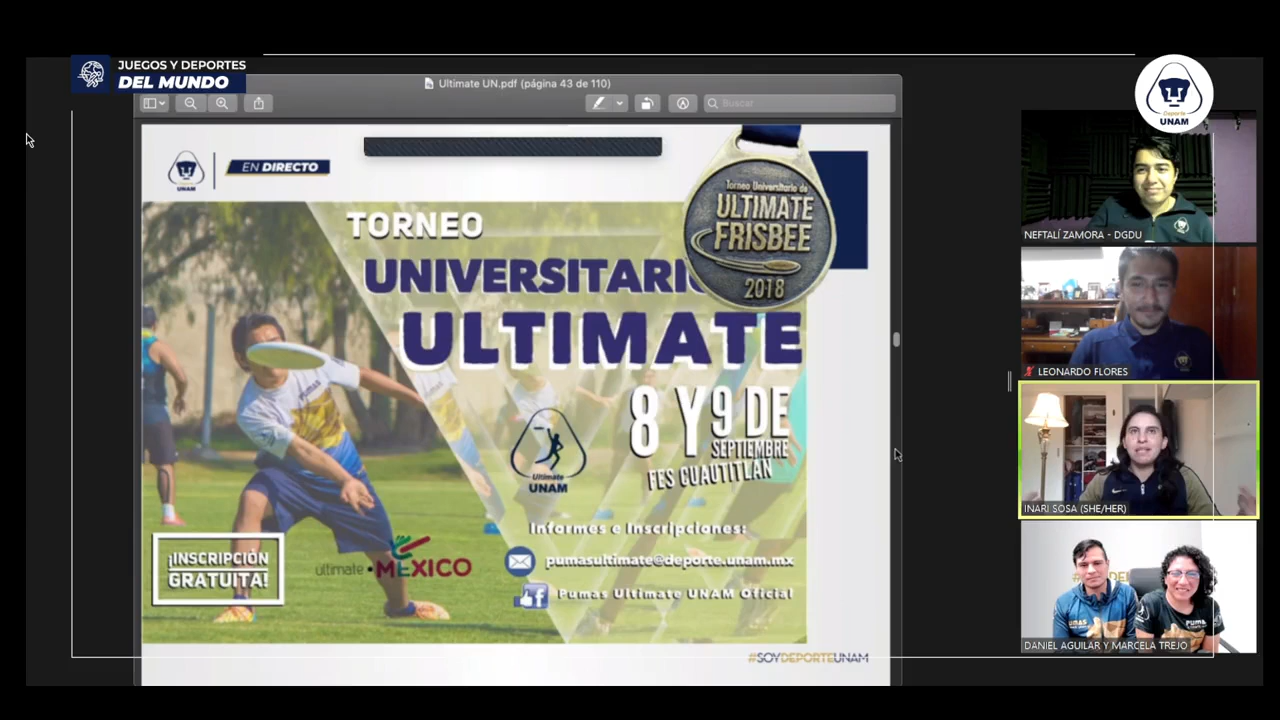 JUEGOS Y DEPORTES
DEL MUNDO
Ultimate UN.pdf (página 43 de 110)
Buscar
Deporte
UNAM
UNAM
EN DIRECTO
TORNEO
UNIVERSITARIO
ULTIMATE
Torneo Universitario de
ULTIMATE
FRISBEE
2018
8 Y 9 DE
SEPTIEMBRE
FES CUAUTITLAN
PUMAS
Ultimate
UNAM
Informes e Inscripciones:
pumasultimate@deporte.unam.mx
Pumas Ultimate UNAM Oficial
¡INSCRIPCIÓN
GRATUITA!
ultimate • MÉXICO
#SOYDEPORTEUNAM
NEFTALÍ ZAMORA - DGDU
LEONARDO FLORES
INARI SOSA (SHE/HER)
DANIEL AGUILAR Y MARCELA TREJO